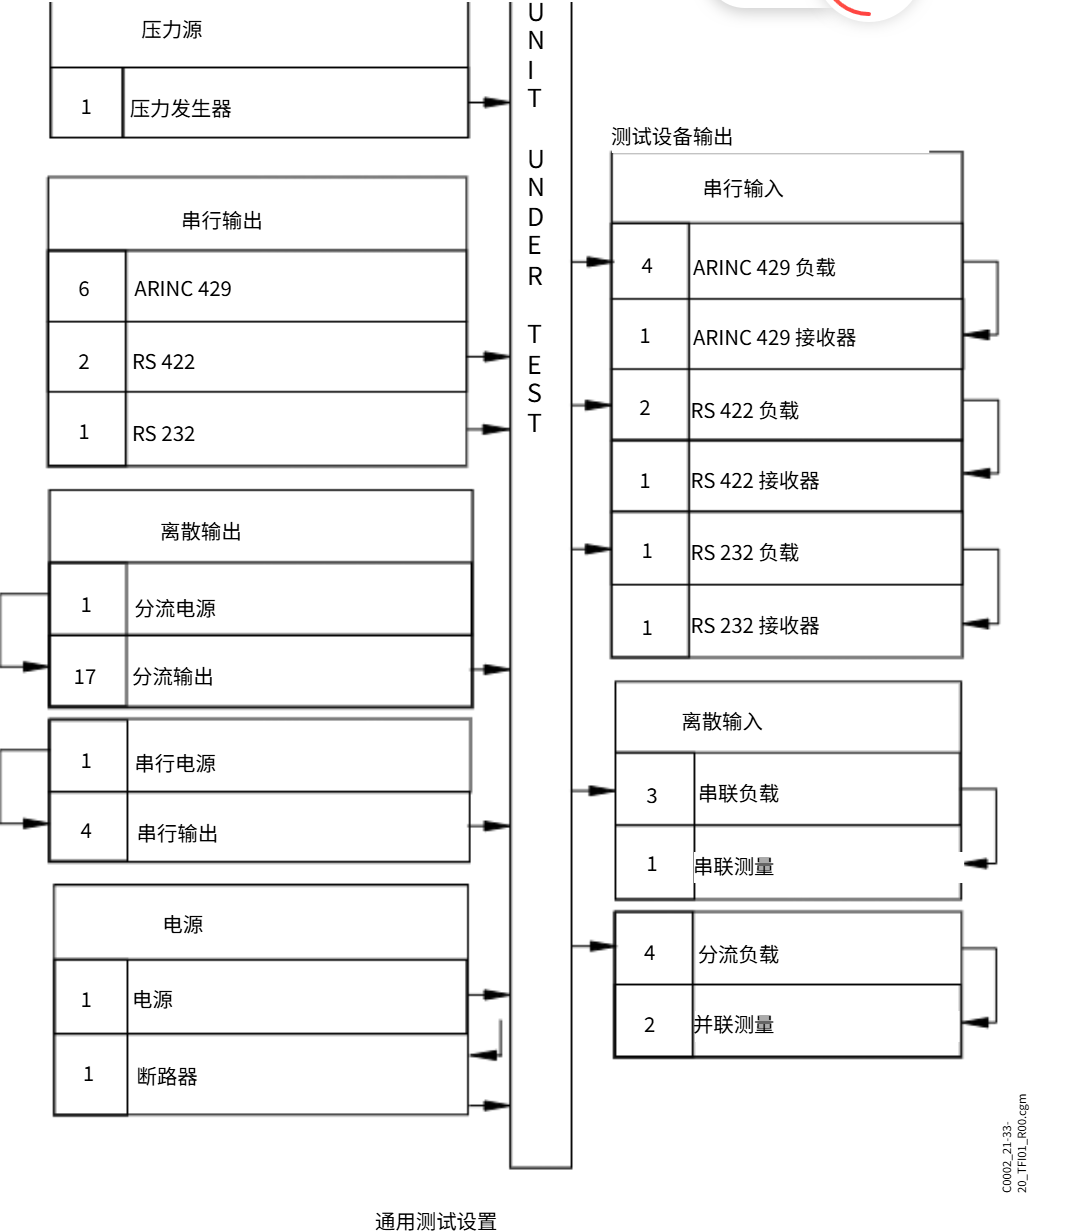 压力源
1 压力发生器
串行输出
6 ARINC 429
2 RS 422
1 RS 232
离散输出
1 分流电源
17 分流输出
1 串行电源
4 串行输出
电源
1 电源
1 断路器
UNIT UNDER TEST
测试设备输出
串行输入
4 ARINC 429 负载
1 ARINC 429 接收器
2 RS 422 负载
1 RS 422 接收器
1 RS 232 负载
1 RS 232 接收器
离散输入
3 串联负载
1 串联测量
4 分流负载
2 并联测量
C0002_21-33-
20_TFI01_R00.cgm
通用测试设置